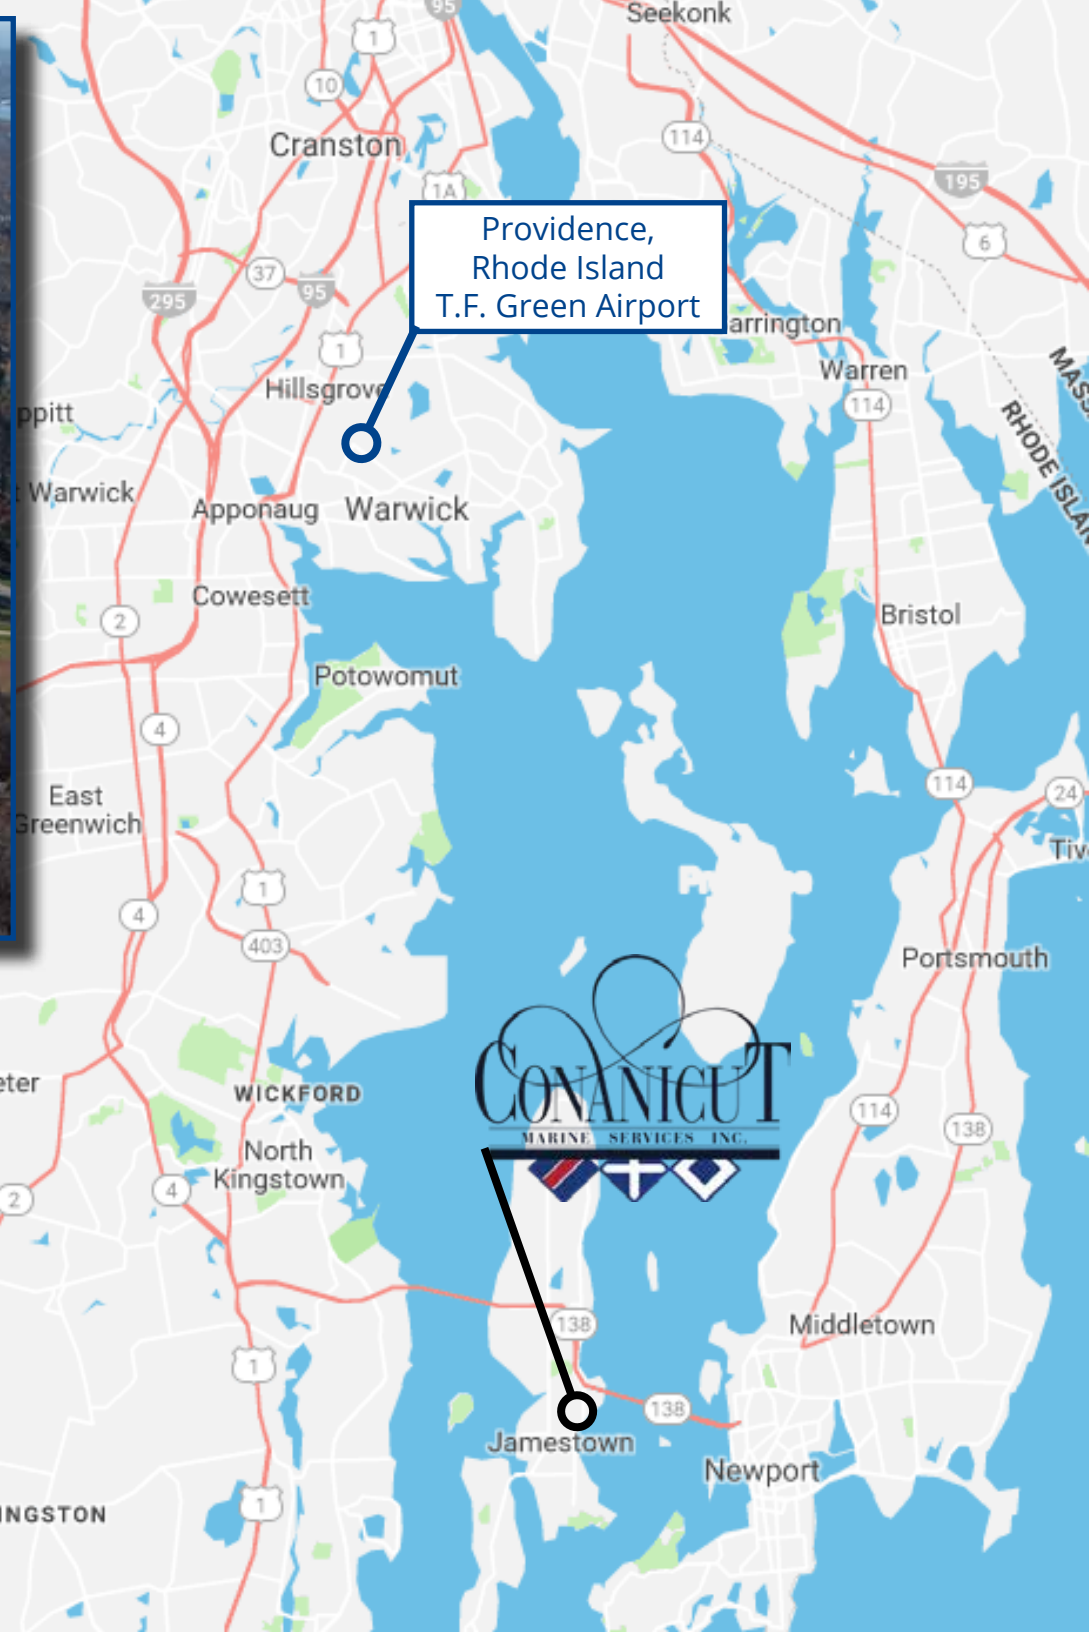 95
Seekonk
1
10
114
Cranston
1A
195
6
Providence,
Rhode Island
T.F. Green Airport
37
295
95
1
arrington
Warren
Hillsgrove
114
MASS
RHODE ISLAN
ppitt
t Warwick
Apponaug
Warwick
Cowesett
2
Bristol
Potowomut
4
114
24
East
Greenwich
Tiv
1
4
403
Portsmouth
CONANICUT
MARINE SERVICES INC.
eter
WICKFORD
114
138
North
Kingstown
2
4
138
Middletown
1
138
Jamestown
Newport
1
INGSTON